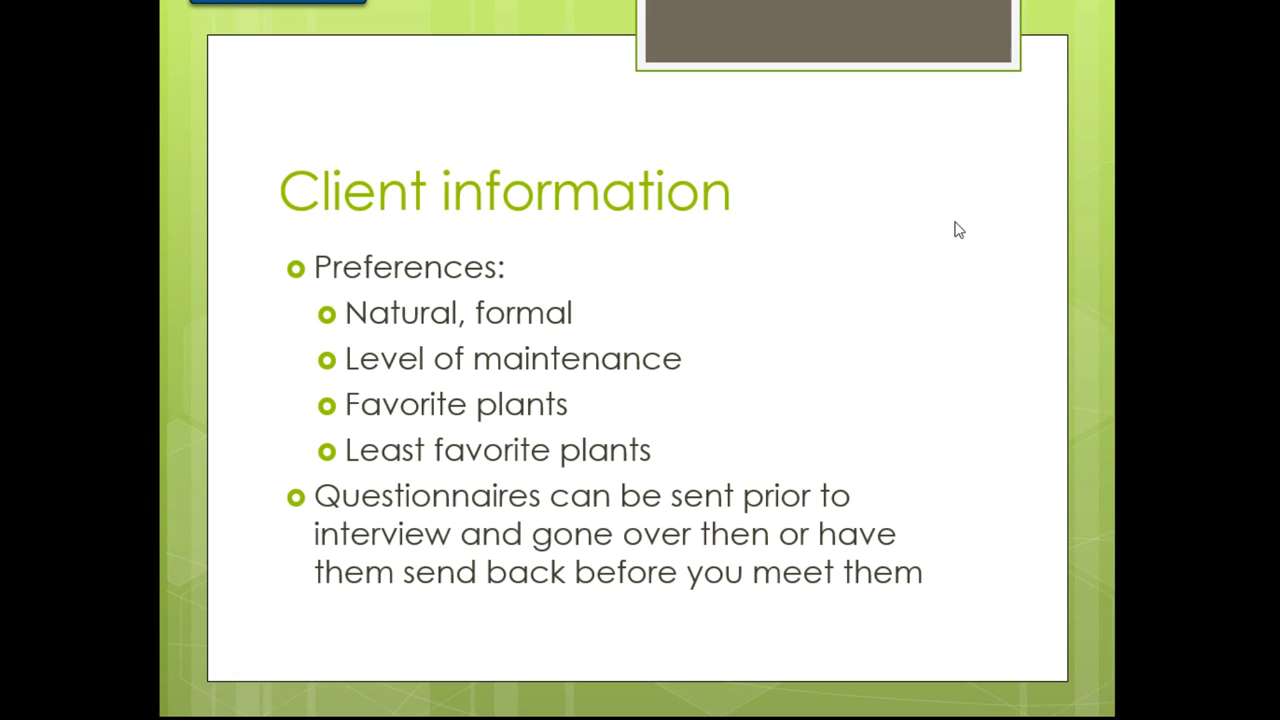 Client information
Preferences:
Natural, formal
Level of maintenance
Favorite plants
Least favorite plants
Questionnaires can be sent prior to
interview and gone over then or have
them send back before you meet them